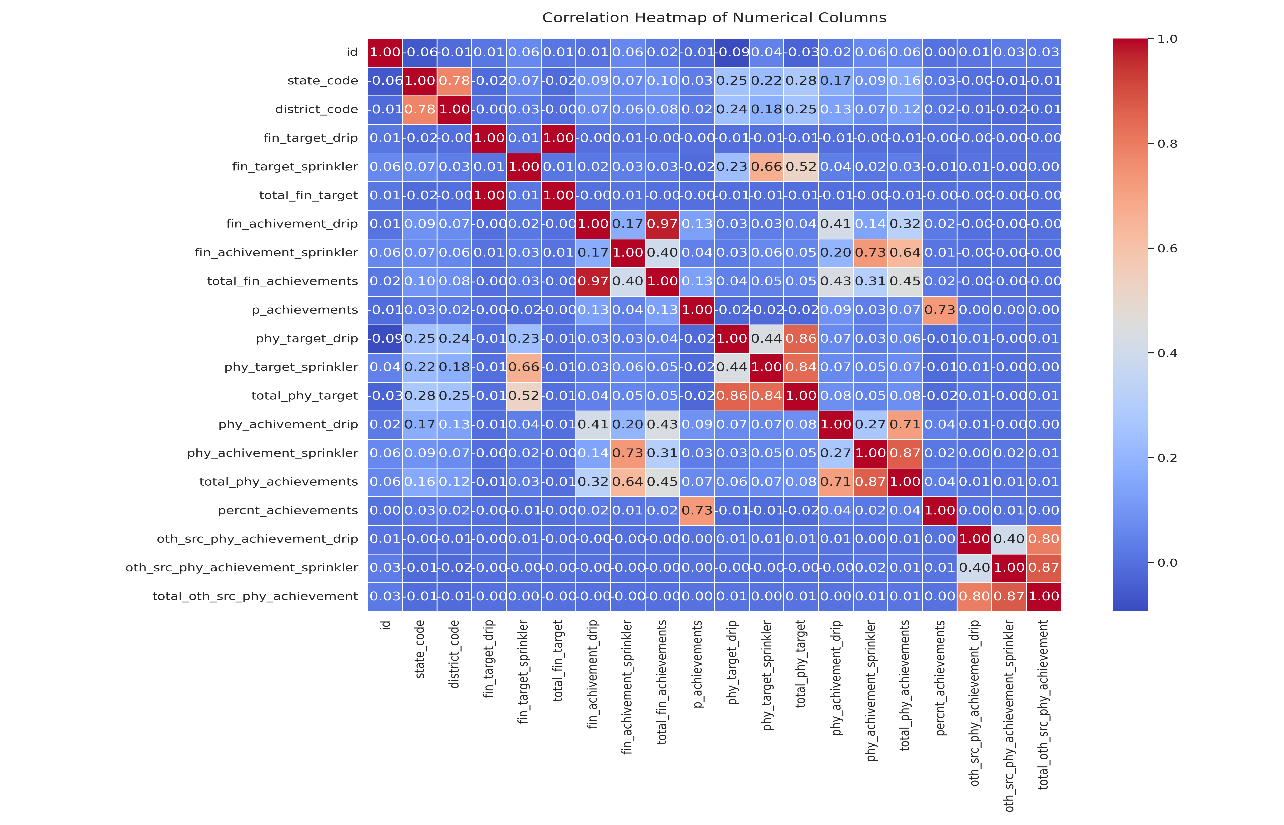 Correlation Heatmap of Numerical Columns
id 1.00 -0.06 -0.01 0.01 0.06 0.01 0.01 0.06 0.02 -0.01 -0.09 0.04 -0.03 0.02 0.06 0.06 0.00 0.01 0.03 0.03
state_code -0.06 1.00 0.78 -0.02 0.07 -0.02 0.09 0.07 0.10 0.03 0.25 0.22 0.28 0.17 0.09 0.16 0.03 -0.00 -0.01 -0.01
district_code -0.01 0.78 1.00 -0.00 0.03 -0.00 0.07 0.06 0.08 0.02 0.24 0.18 0.25 0.13 0.07 0.12 0.02 -0.01 -0.02 -0.01
fin_target_drip 0.01 -0.02 -0.00 1.00 0.01 1.00 -0.00 0.01 -0.00 -0.00 -0.01 -0.01 -0.01 -0.01 -0.00 -0.01 -0.00 -0.00 -0.00 -0.00
fin_target_sprinkler 0.06 0.07 0.03 0.01 1.00 0.01 0.02 0.03 0.03 -0.02 0.23 0.66 0.52 0.04 0.02 0.03 -0.01 -0.00 -0.00 -0.00
total_fin_target 0.01 -0.02 -0.00 1.00 0.01 1.00 -0.00 0.01 -0.00 -0.00 -0.01 -0.01 -0.01 -0.01 -0.00 -0.01 -0.00 -0.00 -0.00 -0.00
fin_achivement_drip 0.01 0.09 0.07 -0.00 0.02 -0.00 1.00 0.17 0.97 0.13 0.03 0.03 0.04 0.41 0.14 0.32 0.02 -0.00 -0.00 -0.00
fin_achievement_sprinkler 0.06 0.07 0.06 0.01 0.03 0.01 0.17 1.00 0.40 0.04 0.03 0.06 0.05 0.20 0.73 0.64 0.01 -0.00 -0.00 -0.00
total_fin_achievements 0.02 0.10 0.08 -0.00 0.03 -0.00 0.97 0.40 1.00 0.13 0.04 0.05 0.05 0.43 0.31 0.45 0.02 -0.00 -0.00 -0.00
p_achievements -0.01 0.03 0.02 -0.00 -0.02 -0.00 0.13 0.04 0.13 1.00 -0.02 -0.02 -0.02 0.09 0.03 0.07 0.73 0.00 0.00 0.00
phy_target_drip -0.09 0.25 0.24 -0.01 0.23 -0.01 0.03 0.03 0.04 -0.02 1.00 0.44 0.86 0.07 0.03 0.06 -0.01 0.01 -0.00 0.01
phy_target_sprinkler 0.04 0.22 0.18 -0.01 0.66 -0.01 0.03 0.06 0.05 -0.02 0.44 1.00 0.84 0.07 0.05 0.07 -0.01 0.01 -0.00 0.00
total_phy_target -0.03 0.28 0.25 -0.01 0.52 -0.01 0.04 0.05 0.05 -0.02 0.86 0.84 1.00 0.08 0.05 0.08 -0.02 0.01 -0.00 0.01
phy_achievement_drip 0.02 0.17 0.13 -0.01 0.04 -0.01 0.41 0.20 0.43 0.09 0.07 0.07 0.08 1.00 0.27 0.71 0.04 0.01 -0.00 0.01
phy_achivement_sprinkler 0.06 0.09 0.07 -0.00 0.02 -0.00 0.14 0.73 0.31 0.03 0.03 0.05 0.05 0.27 1.00 0.87 0.02 0.00 0.02 0.01
total_phy_achievements 0.06 0.16 0.12 -0.01 0.03 -0.01 0.32 0.64 0.45 0.07 0.06 0.07 0.08 0.71 0.87 1.00 0.04 0.01 0.01 0.01
percnt_achievements 0.00 0.03 0.02 -0.00 -0.01 -0.00 0.02 0.01 0.02 0.73 -0.01 -0.01 -0.02 0.04 0.02 0.04 1.00 0.00 0.01 0.00
oth_src_phy_achievement_drip 0.01 -0.00 -0.01 -0.00 -0.00 -0.00 -0.00 -0.00 -0.00 0.00 0.01 0.01 0.01 0.01 0.00 0.01 0.00 1.00 0.40 0.80
oth_src_phy_achievement_sprinkler 0.03 -0.01 -0.02 -0.00 -0.00 -0.00 -0.00 -0.00 -0.00 0.00 -0.00 -0.00 -0.00 -0.00 0.02 0.01 0.01 0.40 1.00 0.87
total_oth_src_phy_achievement 0.03 -0.01 -0.01 -0.00 -0.00 -0.00 -0.00 -0.00 -0.00 0.00 0.01 0.00 0.01 0.01 0.01 0.01 0.00 0.80 0.87 1.00
id
state_code
district_code
fin_target_drip
fin_target_sprinkler
total_fin_target
fin_achivement_drip
fin_achievement_sprinkler
total_fin_achievements
p_achievements
phy_target_drip
phy_target_sprinkler
total_phy_target
phy_achievement_drip
phy_achivement_sprinkler
total_phy_achievements
percnt_achievements
oth_src_phy_achievement_drip
oth_src_phy_achievement_sprinkler
total_oth_src_phy_achievement
1.0
0.8
0.6
0.4
0.2
0.0